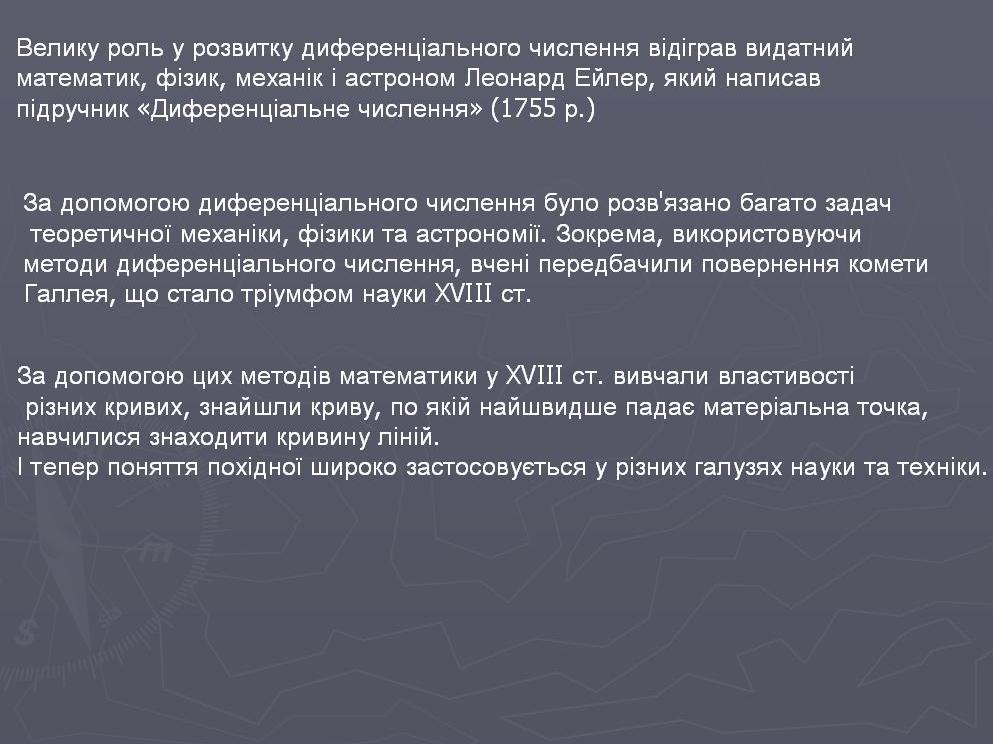 Велику роль у розвитку диференціального числення відіграв видатний
математик, фізик, механік і астроном Леонард Ейлер, який написав
підручник «Диференціальне числення» (1755 р.)
За допомогою диференціального числення було розв'язано багато задач
теоретичної механіки, фізики та астрономії. Зокрема, використовуючи
методи диференціального числення, вчені передбачили повернення комети
Галлея, що стало тріумфом науки XVIII ст.
За допомогою цих методів математики у XVIII ст. вивчали властивості
різних кривих, знайшли криву, по якій найшвидше падає матеріальна точка,
навчилися знаходити кривину ліній.
І тепер поняття похідної широко застосовується у різних галузях науки та техніки.
S
SE
E